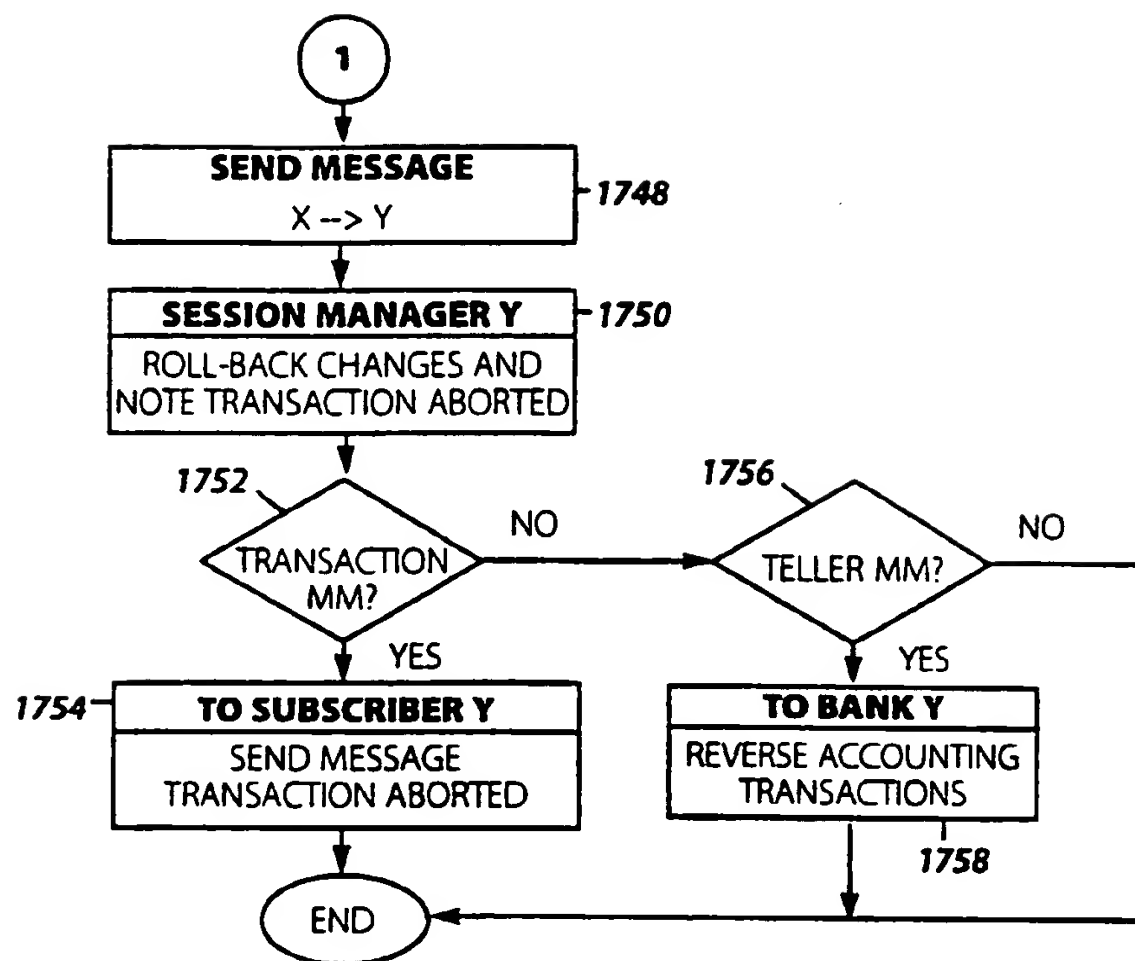 1
SEND MESSAGE
X --> Y
1748
SESSION MANAGER Y
1750
ROLL-BACK CHANGES AND
NOTE TRANSACTION ABORTED
1752
TRANSACTION
MM?
NO
YES
1756
TELLER MM?
NO
YES
1754
TO SUBSCRIBER Y
SEND MESSAGE
TRANSACTION ABORTED
TO BANK Y
REVERSE ACCOUNTING
TRANSACTIONS
1758
END